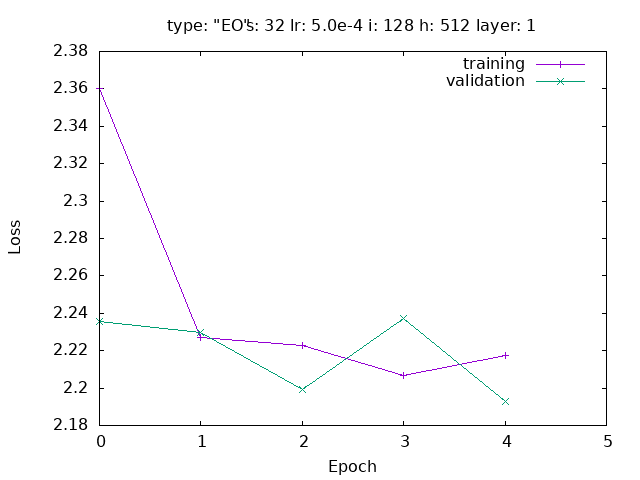 type: "EO"s: 32 lr: 5.0e-4 i: 128 h: 512 layer: 1
training
validation
2.38
2.36
2.34
2.32
2.3
2.28
2.26
2.24
2.22
2.2
2.18
Loss
0 1 2 3 4 5
Epoch